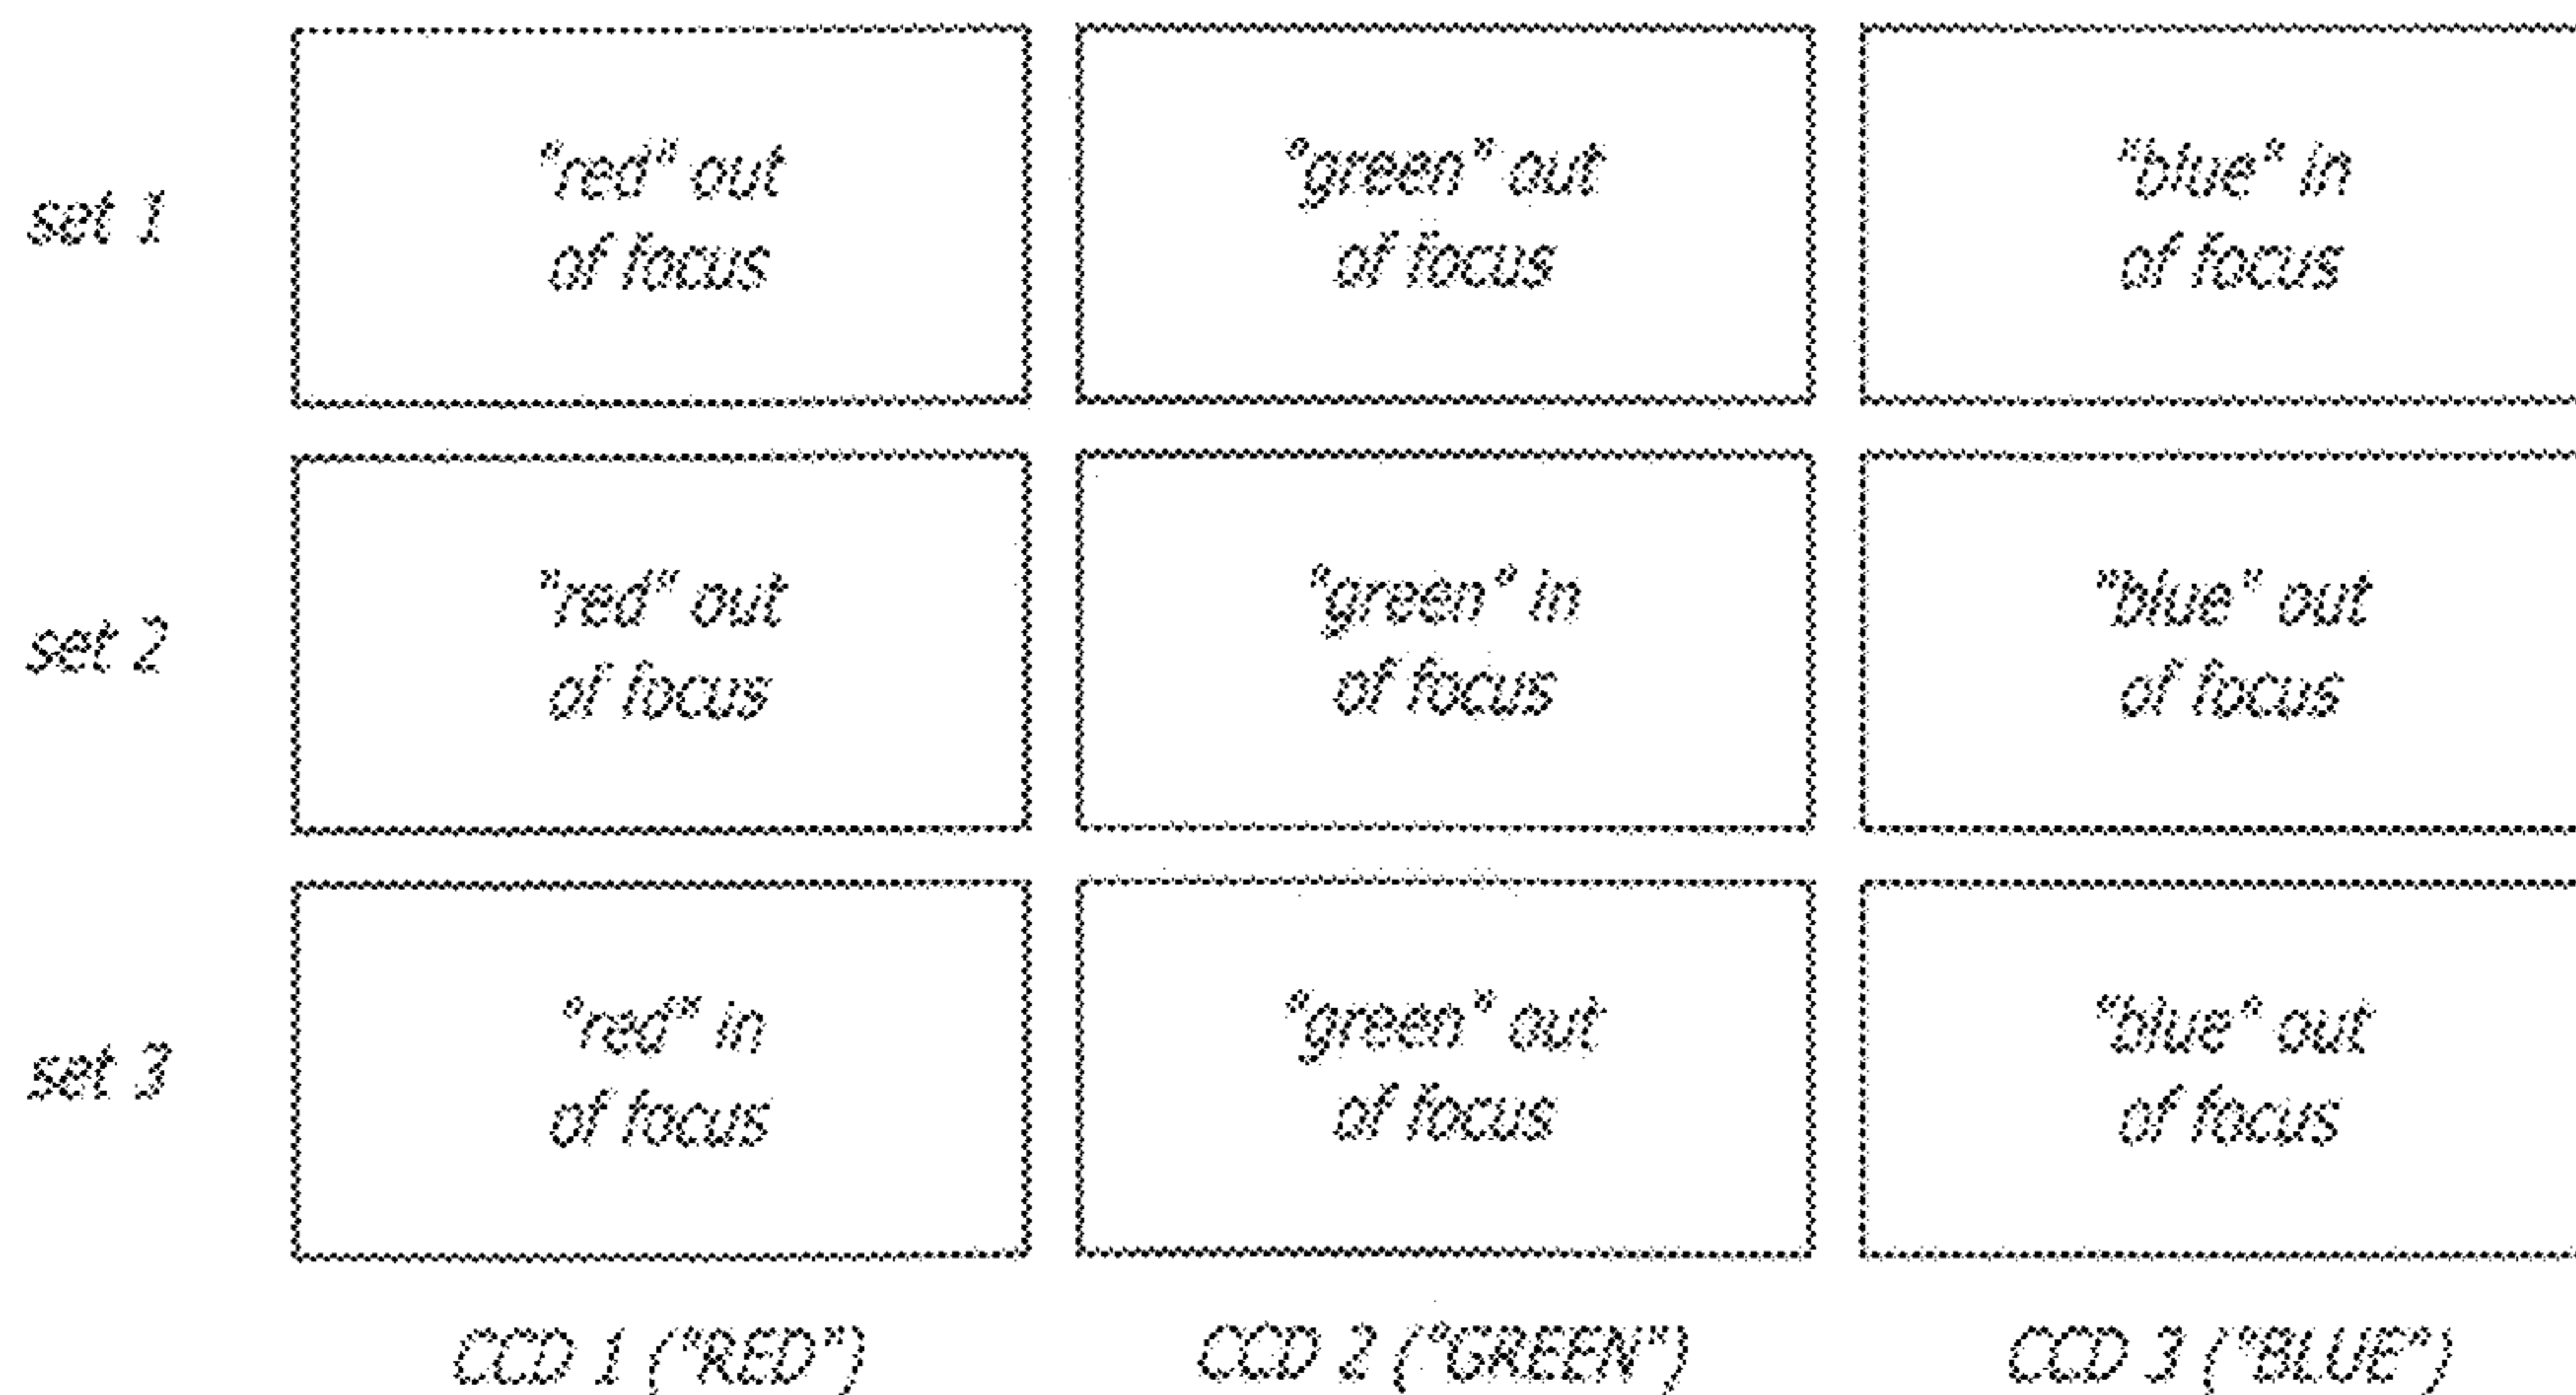 "red" out
of focus
"green" out
of focus
"blue" in
of focus
set 1
"red" out
of focus
"green" in
of focus
"blue" out
of focus
set 2
"red" in
of focus
"green" out
of focus
"blue" out
of focus
set 3
CCD 1 ("RED")
CCD 2 ("GREEN")
CCD 3 ("BLUE")